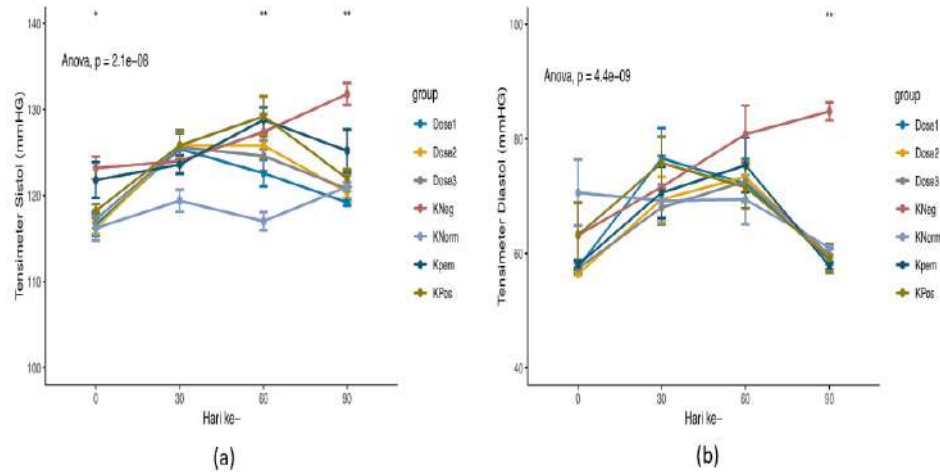 140
130
120
110
100
Tensimeter Sistol (mmHG)
* ** **
Anova, p = 2.1e-08
0 30 60 90
Hari ke-
group
Dose1
Dose2
Dose3
KNeg
KNorm
Kpem
KPos
(a)
100
80
60
40
Tensimeter Diastol (mmHG)
**
Anova, p = 4.4e-09
0 30 60 90
Hari ke-
group
Dose1
Dose2
Dose3
KNeg
KNorm
Kpem
KPos
(b)